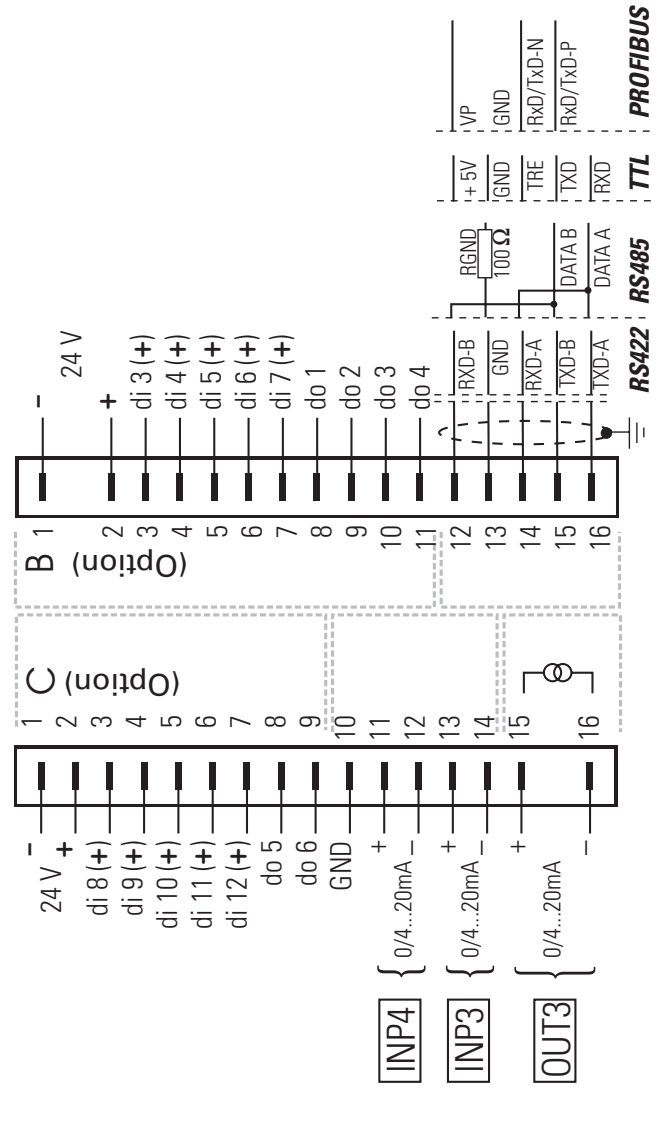 INP4
INP3
OUT3
0/4...20mA
0/4...20mA
0/4...20mA
24 V
–
+
di 8 (+)
di 9 (+)
di 10 (+)
di 11 (+)
di 12 (+)
do 5
do 6
GND
+
–
+
–
+
–
1
2
3
4
5
6
7
8
9
10
11
12
13
14
15
16
C
(Option)
B
(Option)
1
2
3
4
5
6
7
8
9
10
11
12
13
14
15
16
–
24 V
+
di 3 (+)
di 4 (+)
di 5 (+)
di 6 (+)
di 7 (+)
do 1
do 2
do 3
do 4
RXD-B
GND
RXD-A
TXD-B
TXD-A
RS422
RGND
100 Ω
DATA B
DATA A
RS485
+ 5V
GND
TRE
TXD
RXD
TTL
VP
GND
RxD/TxD-N
RxD/TxD-P
PROFIBUS